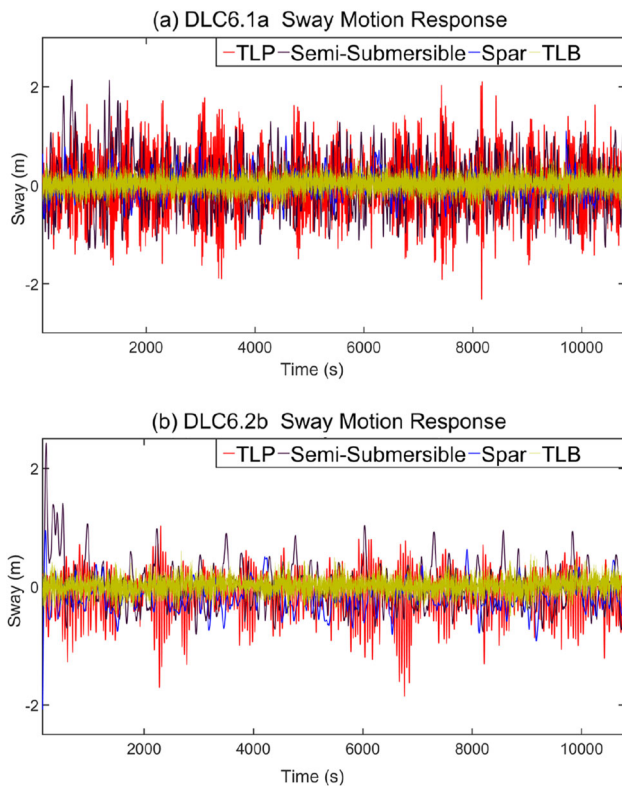 (a) DLC6.1a Sway Motion Response
TLP Semi-Submersible Spar TLB
2
0
-2
Sway (m)
2000 4000 6000 8000 10000
Time (s)
(b) DLC6.2b Sway Motion Response
TLP Semi-Submersible Spar TLB
2
0
-2
Sway (m)
2000 4000 6000 8000 10000
Time (s)